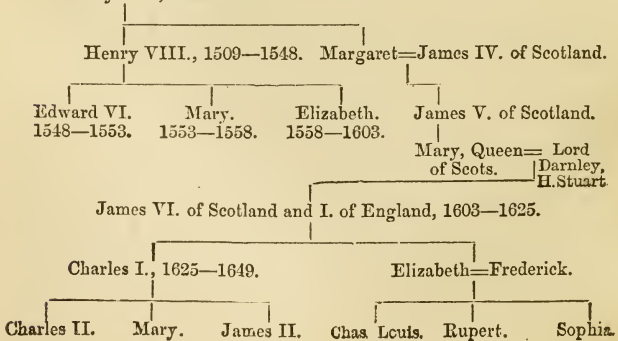 Henry VIII., 1509—1548. Margaret=James IV. of Scotland.
Edward VI. Mary. Elizabeth. James V. of Scotland.
1548—1553. 1553—1558. 1558—1603.
Mary, Queen= Lord
of Scots. Darnley,
H. Stuart
James VI. of Scotland and I. of England, 1603—1625.
Charles I., 1625—1649. Elizabeth=Frederick.
Charles II. Mary. James II. Chas. Louis. Rupert. Sophia